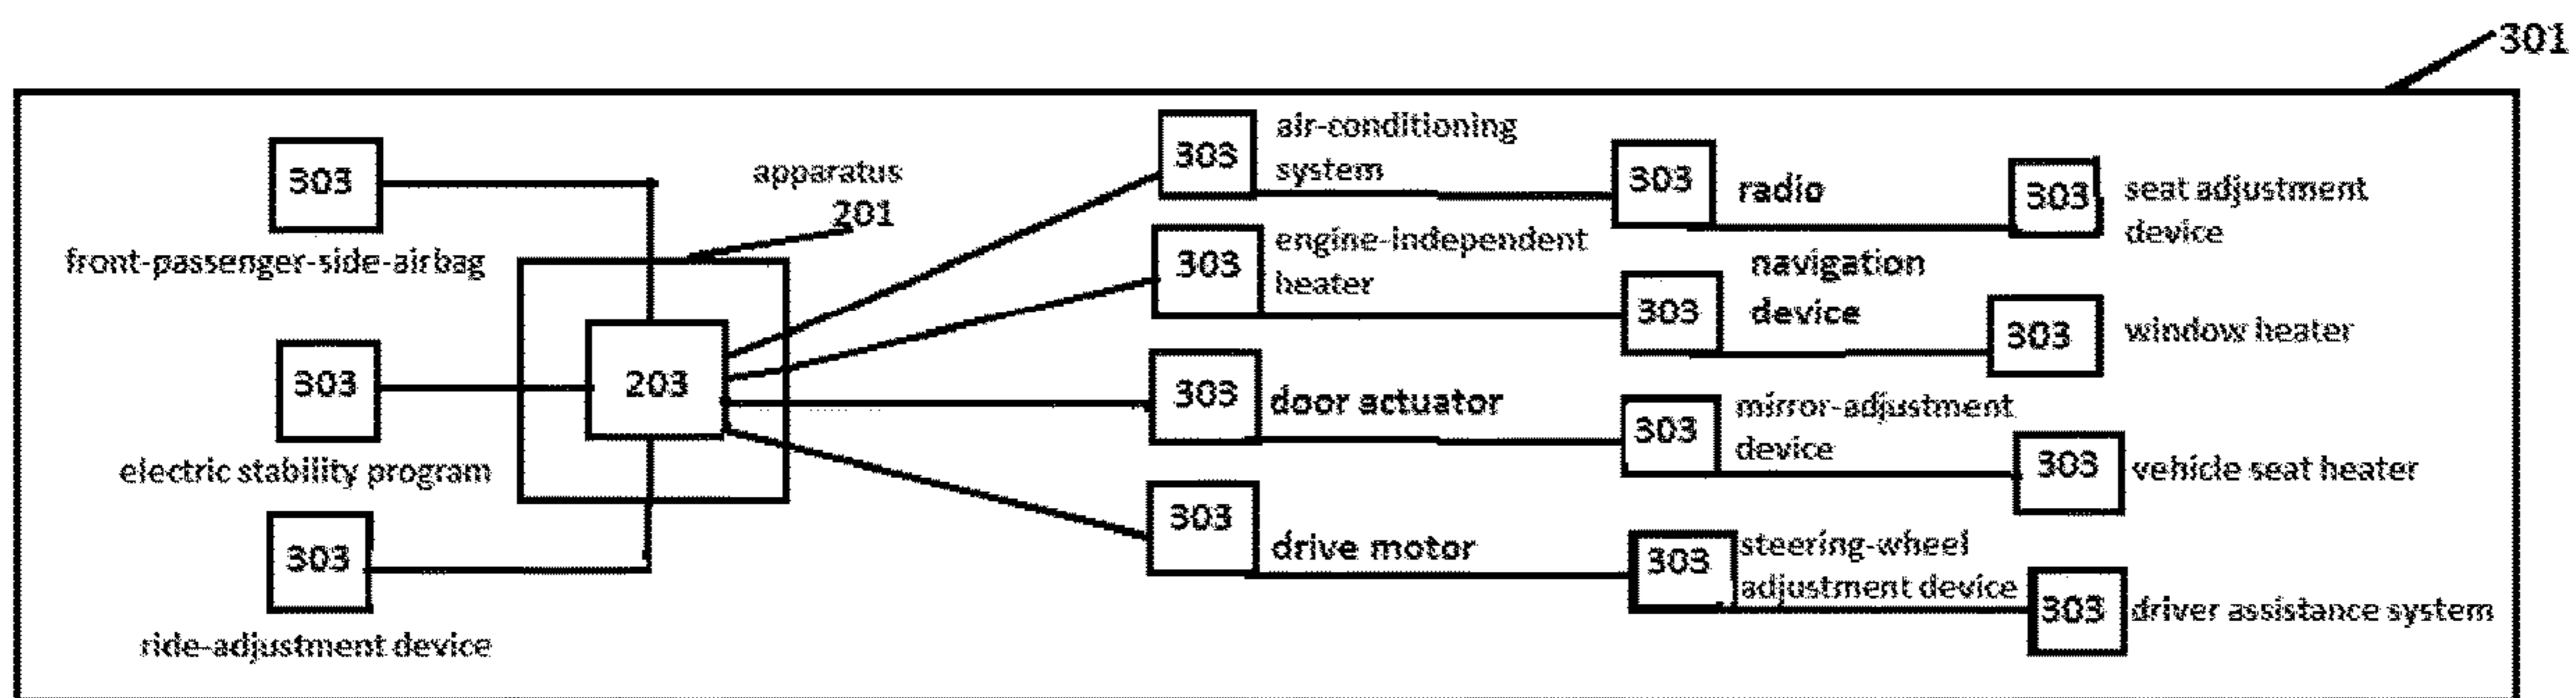 301
303
front-passenger-side-airbag
303
electric stability program
303
ride-adjustment device
apparatus
201
203
303
air-conditioning
system
303
radio
303
seat adjustment
device
303
engine-independent
heater
303
navigation
device
303
window heater
303
door actuator
303
mirror-adjustment
device
303
vehicle seat heater
303
drive motor
303
steering-wheel
adjustment device
303
driver assistance system